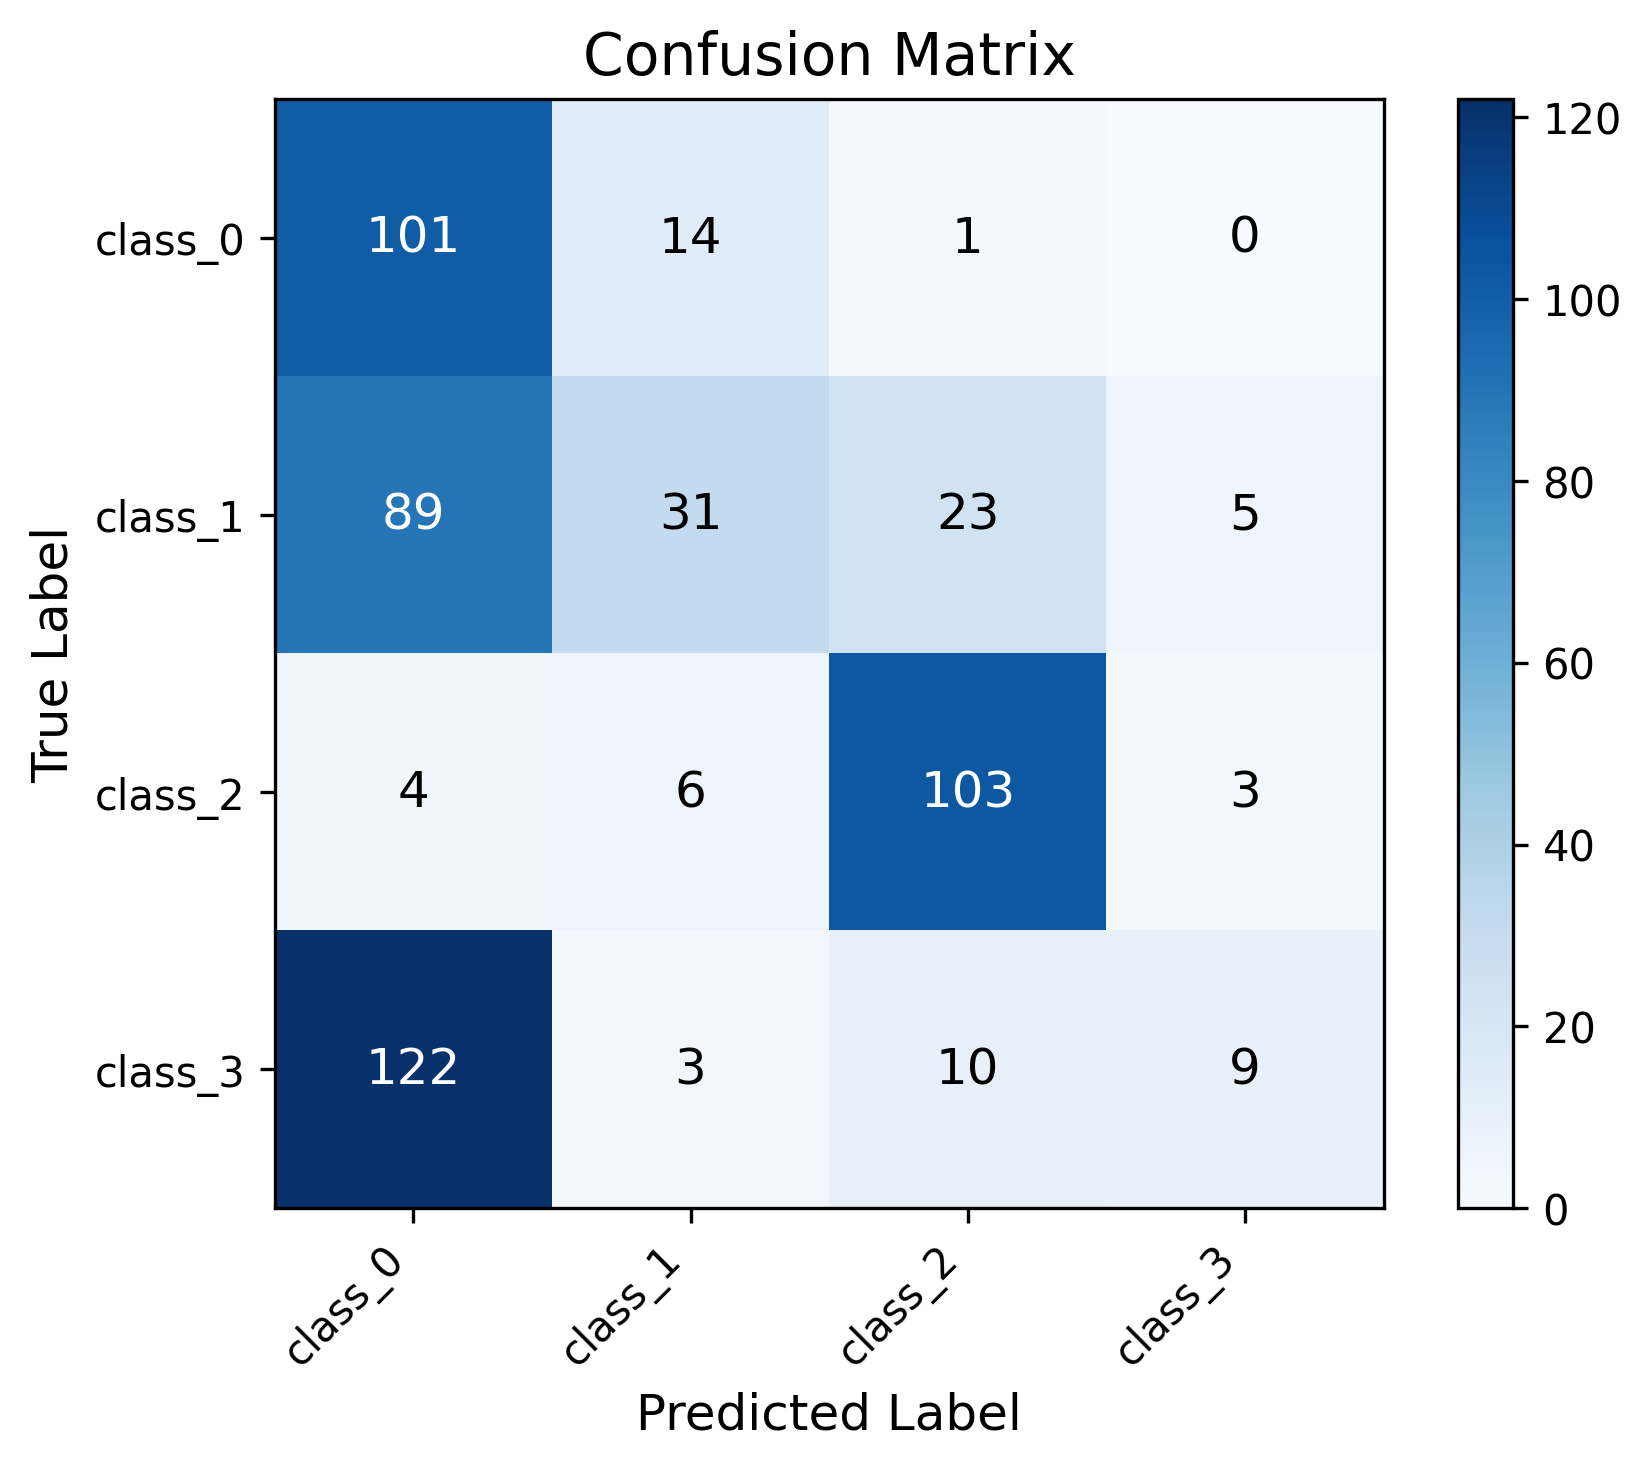 Confusion Matrix
class_0 101 14 1 0
class_1 89 31 23 5
class_2 4 6 103 3
class_3 122 3 10 9
class_0 class_1 class_2 class_3
Predicted Label
True Label
120
100
80
60
40
20
0